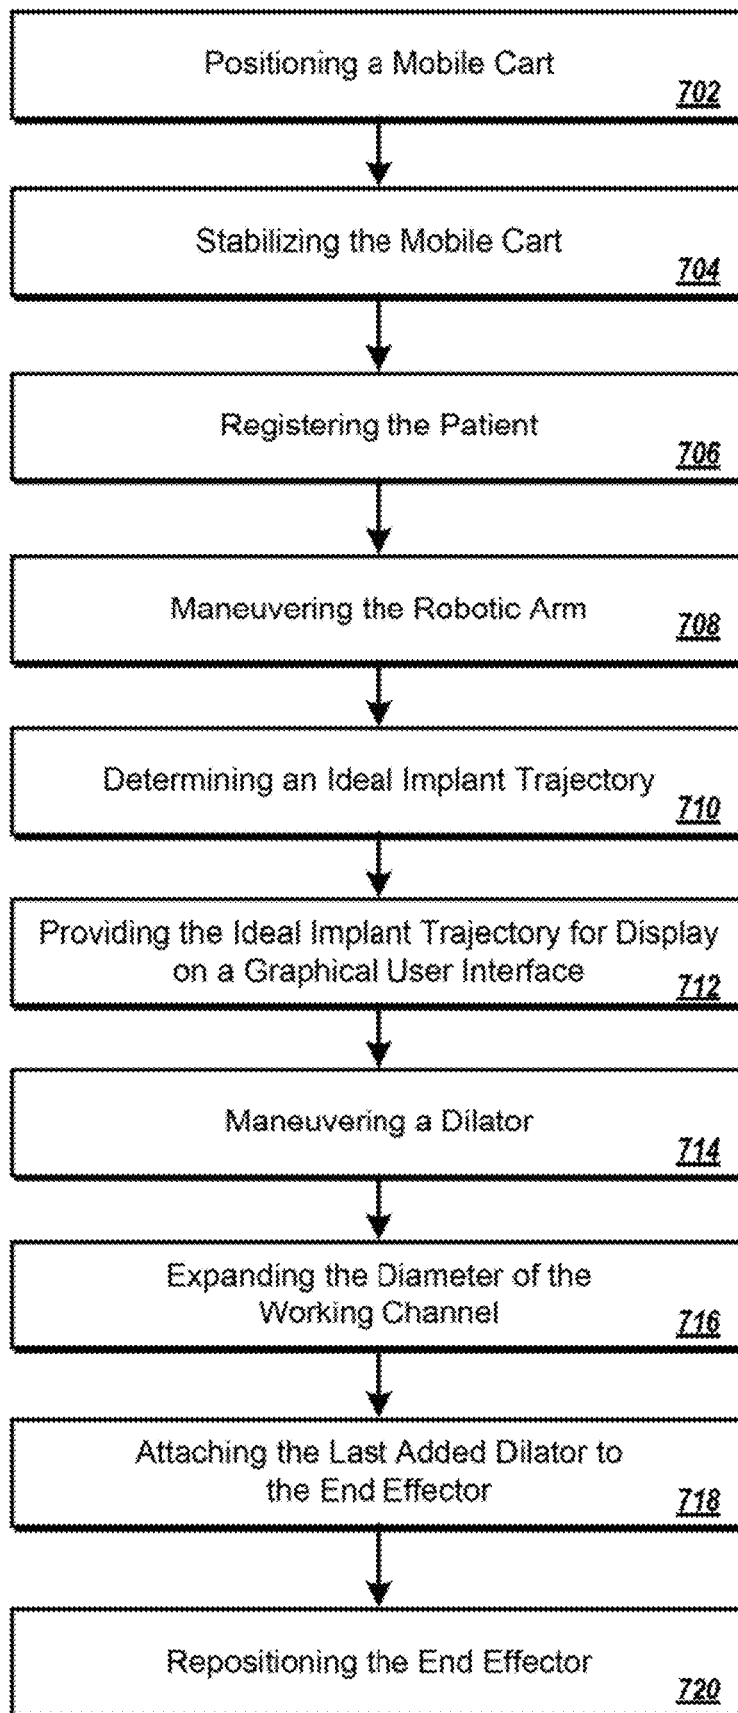 Positioning a Mobile Cart
702
Stabilizing the Mobile Cart
704
Registering the Patient
706
Maneuvering the Robotic Arm
708
Determining an Ideal Implant Trajectory
710
Providing the Ideal Implant Trajectory for Display
on a Graphical User Interface
712
Maneuvering a Dilator
714
Expanding the Diameter of the
Working Channel
716
Attaching the Last Added Dilator to
the End Effector
718
Repositioning the End Effector
720